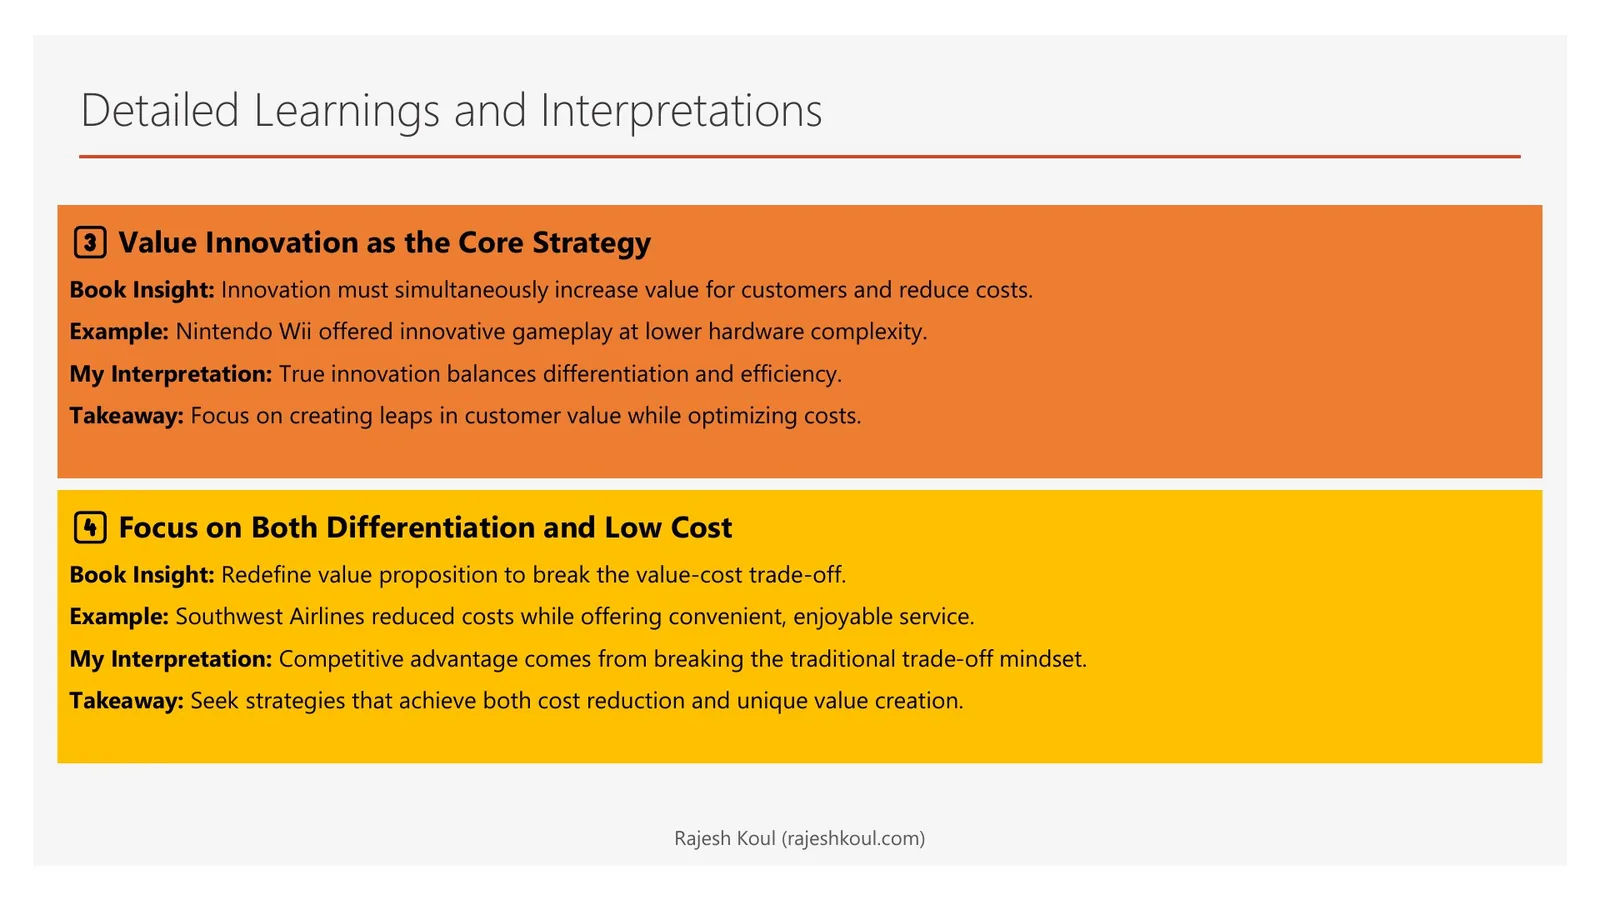 Detailed Learnings and Interpretations
3 Value Innovation as the Core Strategy
Book Insight: Innovation must simultaneously increase value for customers and reduce costs.
Example: Nintendo Wii offered innovative gameplay at lower hardware complexity.
My Interpretation: True innovation balances differentiation and efficiency.
Takeaway: Focus on creating leaps in customer value while optimizing costs.
4 Focus on Both Differentiation and Low Cost
Book Insight: Redefine value proposition to break the value-cost trade-off.
Example: Southwest Airlines reduced costs while offering convenient, enjoyable service.
My Interpretation: Competitive advantage comes from breaking the traditional trade-off mindset.
Takeaway: Seek strategies that achieve both cost reduction and unique value creation.
Rajesh Koul (rajeshkoul.com)